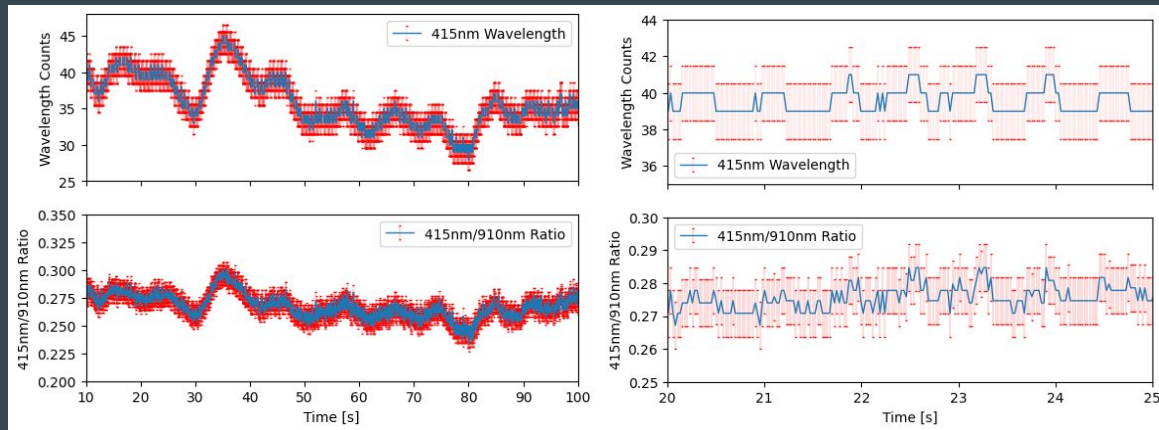 45
40
35
30
25
Wavelength Counts
415nm Wavelength
44
42
40
38
36
Wavelength Counts
415nm Wavelength
0.350
0.325
0.300
0.275
0.250
0.225
0.200
415nm/910nm Ratio
415nm/910nm Ratio
10 20 30 40 50 60 70 80 90 100
Time [s]
0.30
0.29
0.28
0.27
0.26
0.25
415nm/910nm Ratio
415nm/910nm Ratio
20 21 22 23 24 25
Time [s]